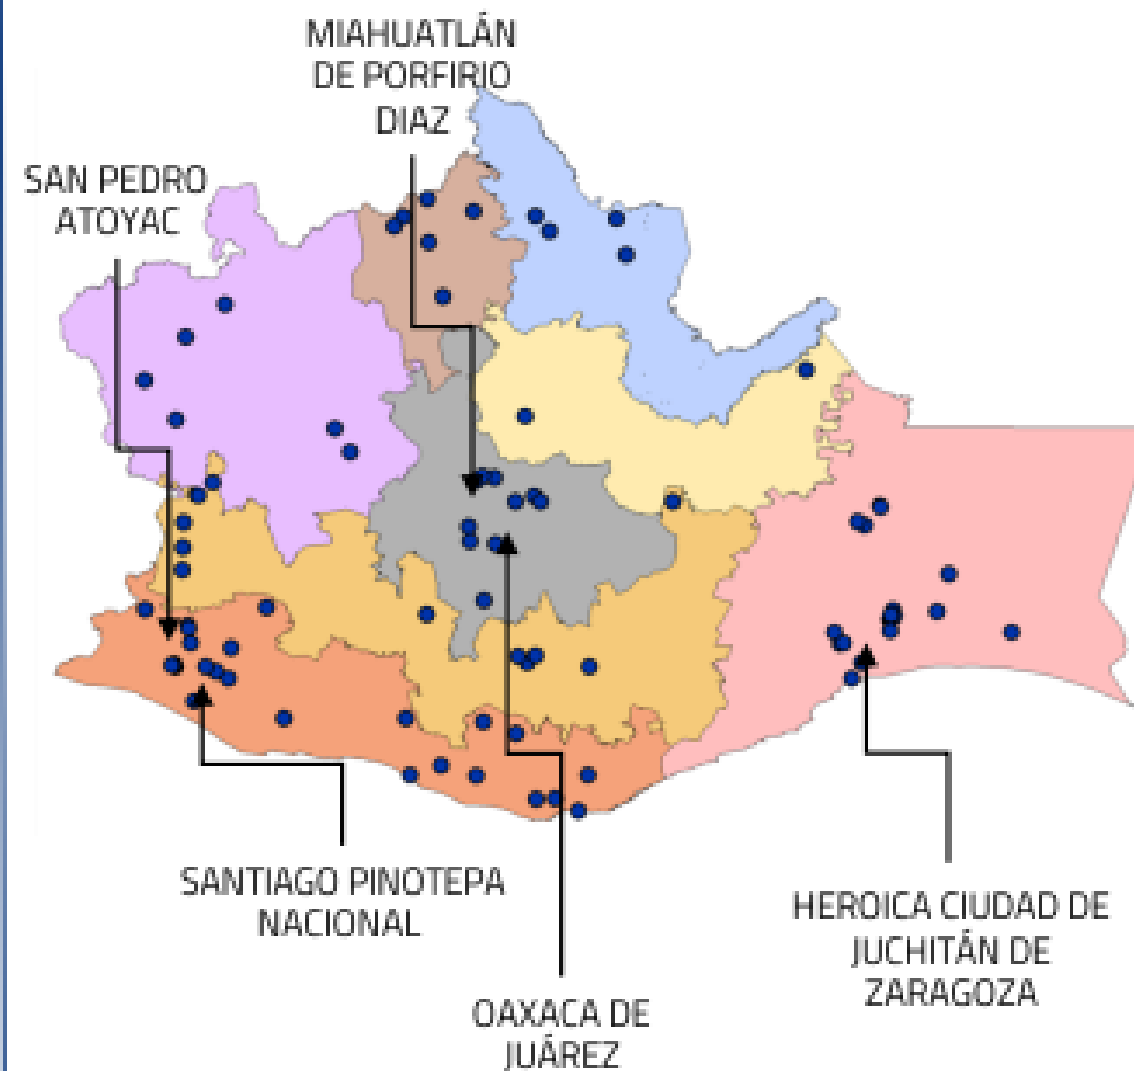 MIAHUATLÁN
DE PORFIRIO
DIAZ
SAN PEDRO
ATOYAC
SANTIAGO PINOTEPA
NACIONAL
HEROICA CIUDAD DE
JUCHITÁN DE
ZARAGOZA
OAXACA DE
JUÁREZ